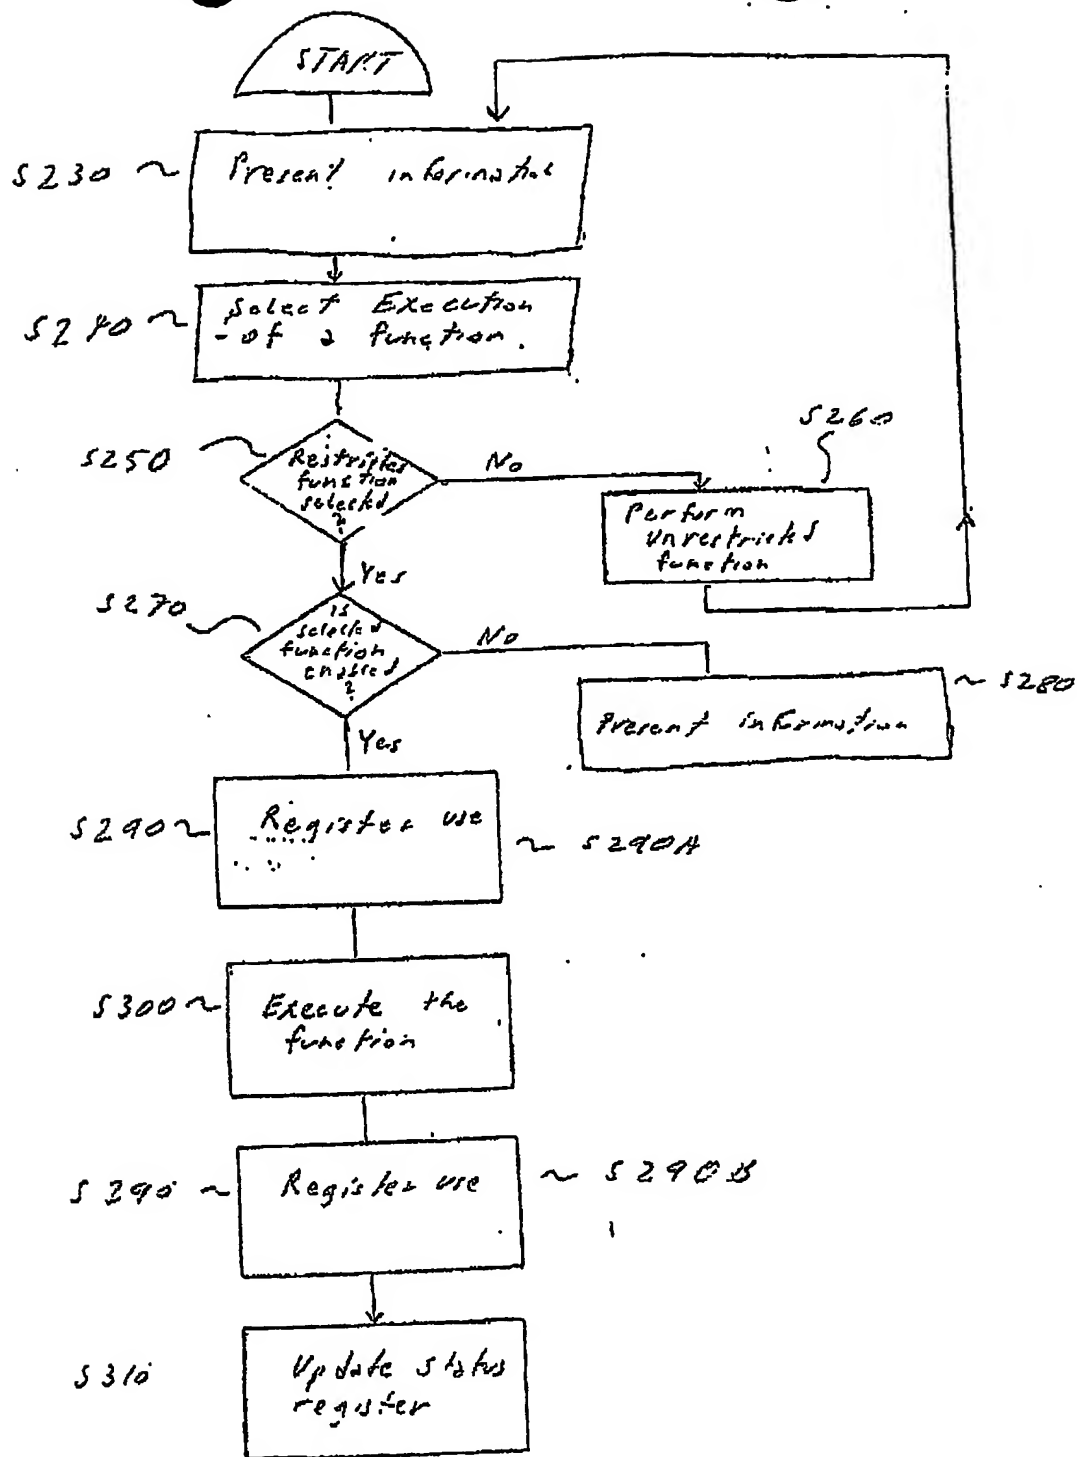 START
S230 ~
Present information
S240 ~
Select Execution
- of a function.
S250
Restricted
function
selected
?
No
S260
Perform
unrestricted
function
Yes
S270
is
selected
function
enabled
?
No
~ S280
Present information
Yes
S290 ~
Register use
~ S290A
S300 ~
Execute the
function
S290 ~
Register use
~ S290B
S310
Update status
register